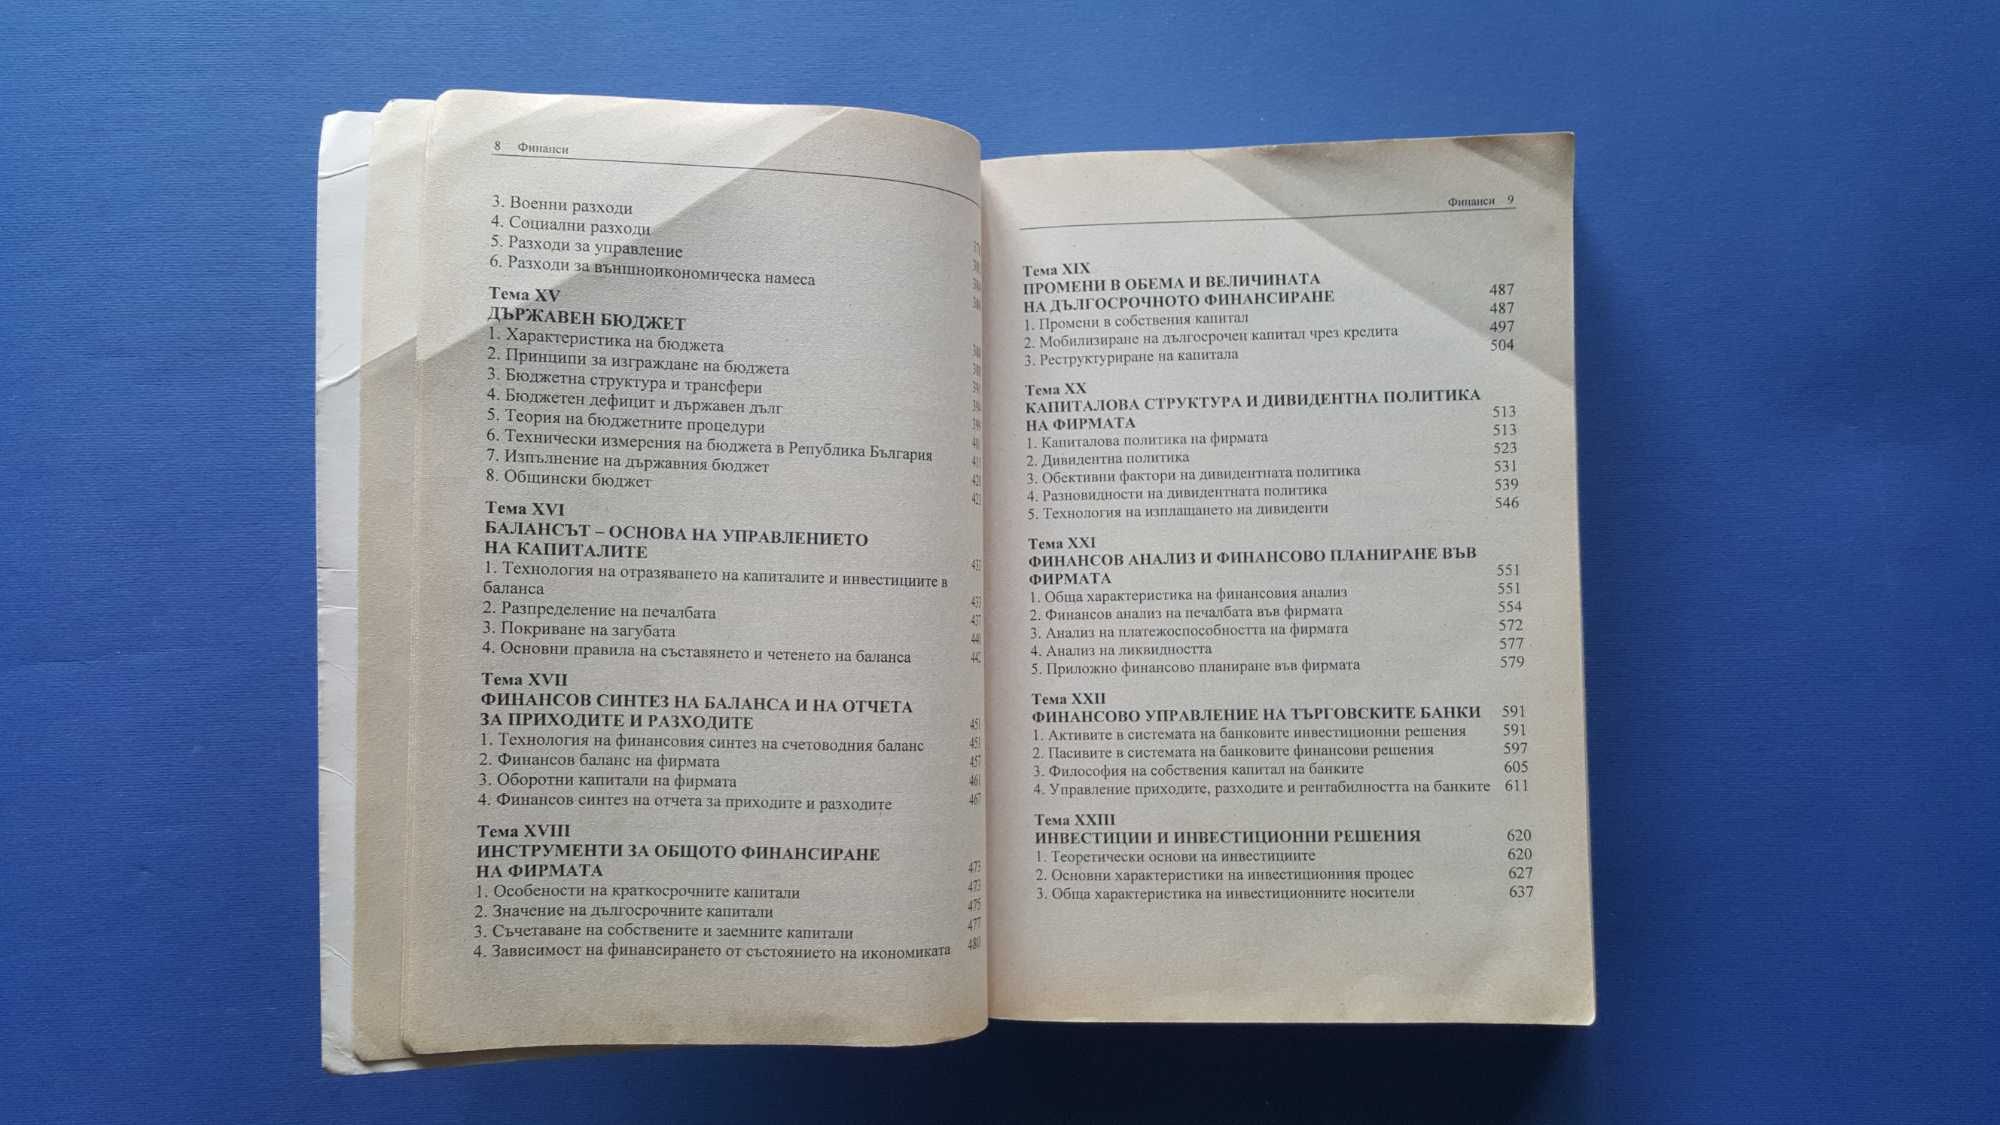 8 Финанси
3. Военни разходи
4. Социални разходи
5. Разходи за управление
6. Разходи за външноикономическа намеса
Тема XV
ДЪРЖАВЕН БЮДЖЕТ
1. Характеристика на бюджета
2. Принципи за изграждане на бюджета
3. Бюджетна структура и трансфери
4. Бюджетен дефицит и държавен дълг
5. Теория на бюджетните процедури
6. Технически измерения на бюджета в Република България
7. Изпълнение на държавния бюджет
8. Общински бюджет
Тема XVI
БАЛАНСЪТ – ОСНОВА НА УПРАВЛЕНИЕТО
НА КАПИТАЛИТЕ 433
1. Технология на отразяването на капиталите и инвестициите в
баланса 433
2. Разпределение на печалбата 437
3. Покриване на загубата 440
4. Основни правила на съставянето и четенето на баланса 442
Тема XVII
ФИНАНСОВ СИНТЕЗ НА БАЛАНСА И НА ОТЧЕТА
ЗА ПРИХОДИТЕ И РАЗХОДИТЕ 451
1. Технология на финансовия синтез на счетоводния баланс 451
2. Финансов баланс на фирмата 457
3. Оборотни капитали на фирмата 461
4. Финансов синтез на отчета за приходите и разходите 467
Тема XVIII
ИНСТРУМЕНТИ ЗА ОБЩОТО ФИНАНСИРАНЕ
НА ФИРМАТА 473
1. Особености на краткосрочните капитали 473
2. Значение на дългосрочните капитали 475
3. Съчетаване на собствените и заемните капитали 477
4. Зависимост на финансирането от състоянието на икономиката 480
Финанси 9
Тема XIX
ПРОМЕНИ В ОБЕМА И ВЕЛИЧИНАТА
НА ДЪЛГОСРОЧНОТО ФИНАНСИРАНЕ 487
1. Промени в собствения капитал 487
2. Мобилизиране на дългосрочен капитал чрез кредита 497
3. Реструктуриране на капитала 504
Тема XX
КАПИТАЛОВА СТРУКТУРА И ДИВИДЕНТНА ПОЛИТИКА
НА ФИРМАТА 513
1. Капиталова политика на фирмата 513
2. Дивидентна политика 523
3. Обективни фактори на дивидентната политика 531
4. Разновидности на дивидентната политика 539
5. Технология на изплащането на дивиденти 546
Тема XXI
ФИНАНСОВ АНАЛИЗ И ФИНАНСОВО ПЛАНИРАНЕ ВЪВ
ФИРМАТА 551
1. Обща характеристика на финансовия анализ 551
2. Финансов анализ на печалбата във фирмата 554
3. Анализ на платежоспособността на фирмата 572
4. Анализ на ликвидността 577
5. Приложно финансово планиране във фирмата 579
Тема XXII
ФИНАНСОВО УПРАВЛЕНИЕ НА ТЪРГОВСКИТЕ БАНКИ 591
1. Активите в системата на банковите инвестиционни решения 591
2. Пасивите в системата на банковите финансови решения 597
3. Философия на собствения капитал на банките 605
4. Управление приходите, разходите и рентабилността на банките 611
Тема XXIII
ИНВЕСТИЦИИ И ИНВЕСТИЦИОННИ РЕШЕНИЯ 620
1. Теоретически основи на инвестициите 620
2. Основни характеристики на инвестиционния процес 627
3. Обща характеристика на инвестиционните носители 637